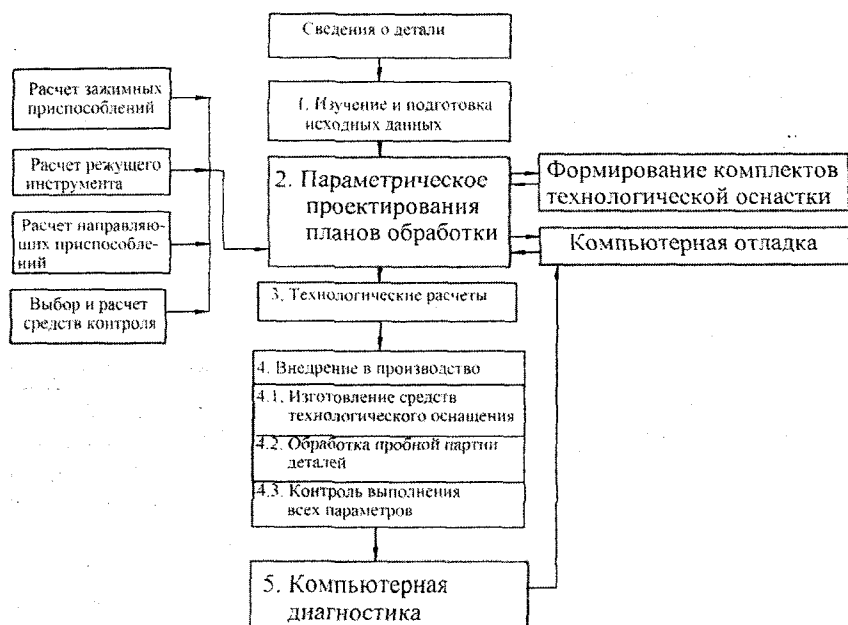 Сведения о детали
1. Изучение и подготовка
исходных данных
Расчет зажимных
приспособлений
Расчет режущего
инструмента
Расчет направляю-
щих приспособле-
ний
Выбор и расчет
средств контроля
2. Параметрическое
проектирования
планов обработки
Формирование комплектов
технологической оснастки
Компьютерная отладка
3. Технологические расчеты
4. Внедрение в производство
4.1. Изготовление средств
технологического оснащения
4.2. Обработка пробной партии
деталей
4.3. Контроль выполнения
всех параметров
5. Компьютерная
диагностика